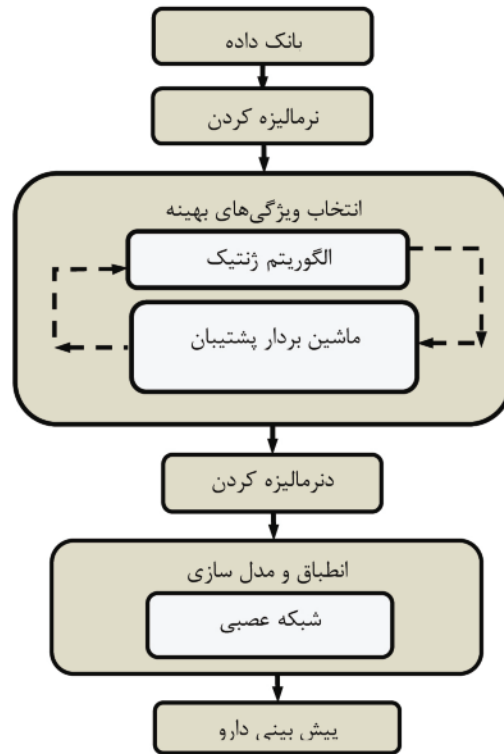 بانک داده
نرمالیزه کردن
انتخاب ویژگی‌های بهینه
الگوریتم ژنتیک
ماشین بردار پشتیبان
دنرمالیزه کردن
انطباق و مدل سازی
شبکه عصبی
پیش بینی دارو